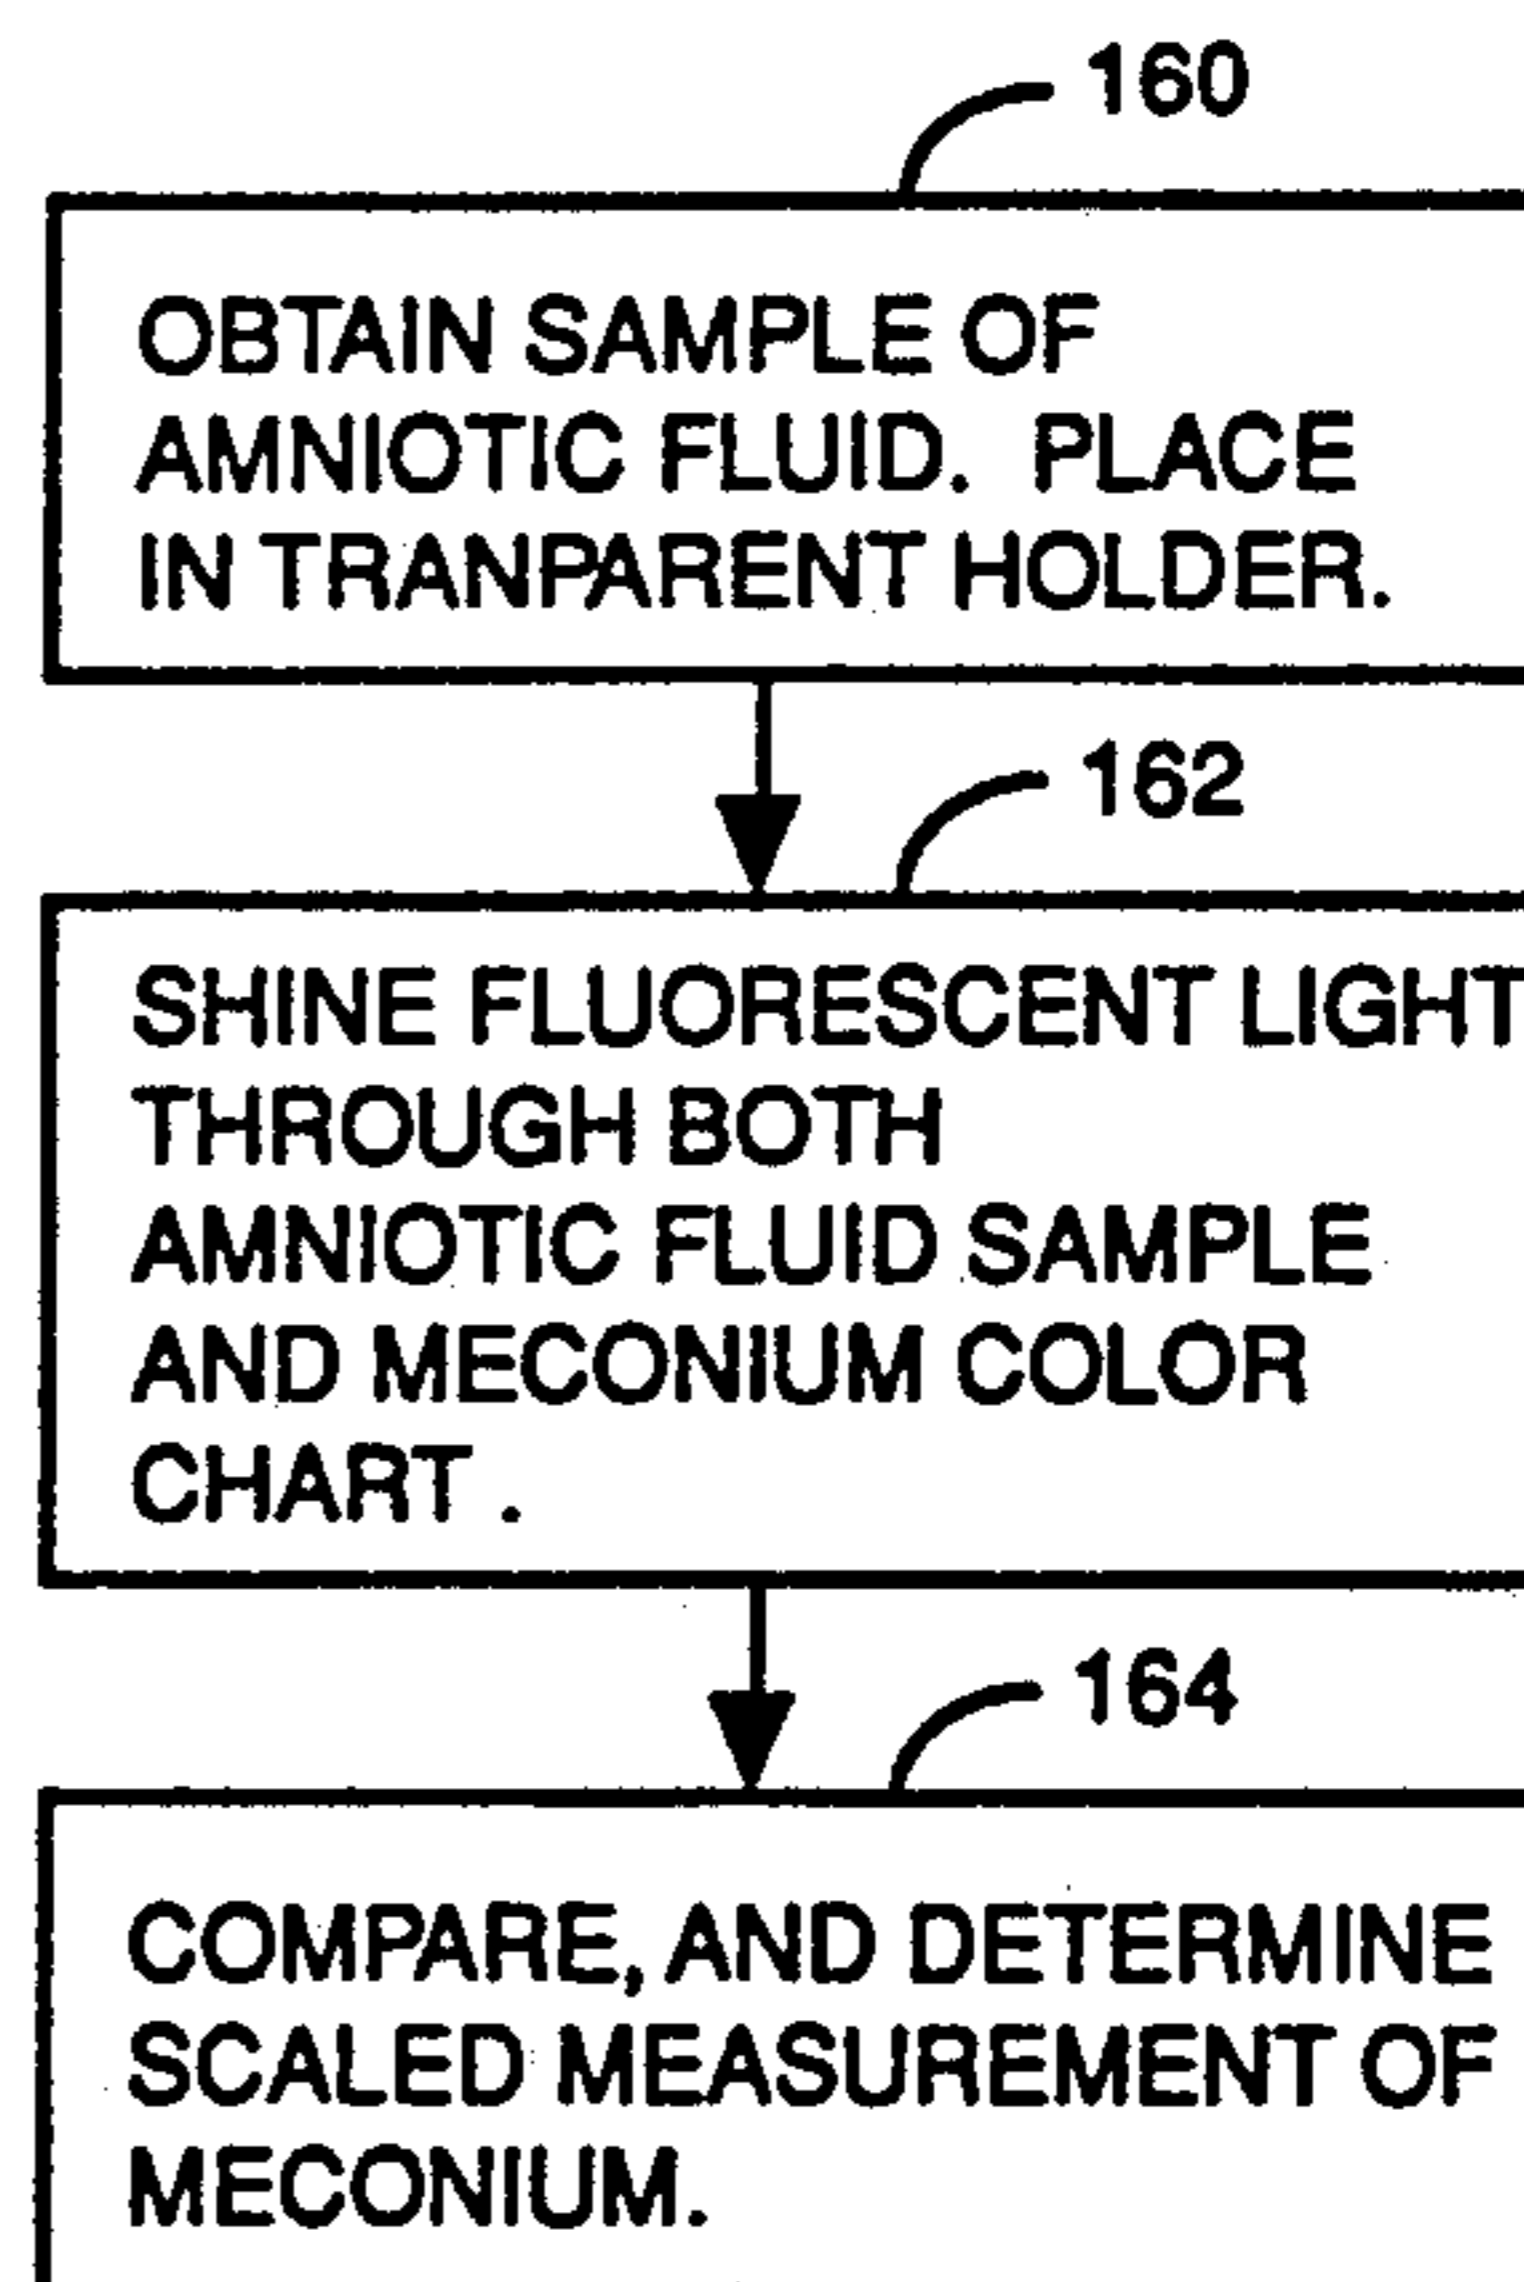 160
OBTAIN SAMPLE OF
AMNIOTIC FLUID. PLACE
IN TRANPARENT HOLDER.
162
SHINE FLUORESCENT LIGHT
THROUGH BOTH
AMNIOTIC FLUID SAMPLE
AND MECONIUM COLOR
CHART .
164
COMPARE, AND DETERMINE
SCALED MEASUREMENT OF
MECONIUM.